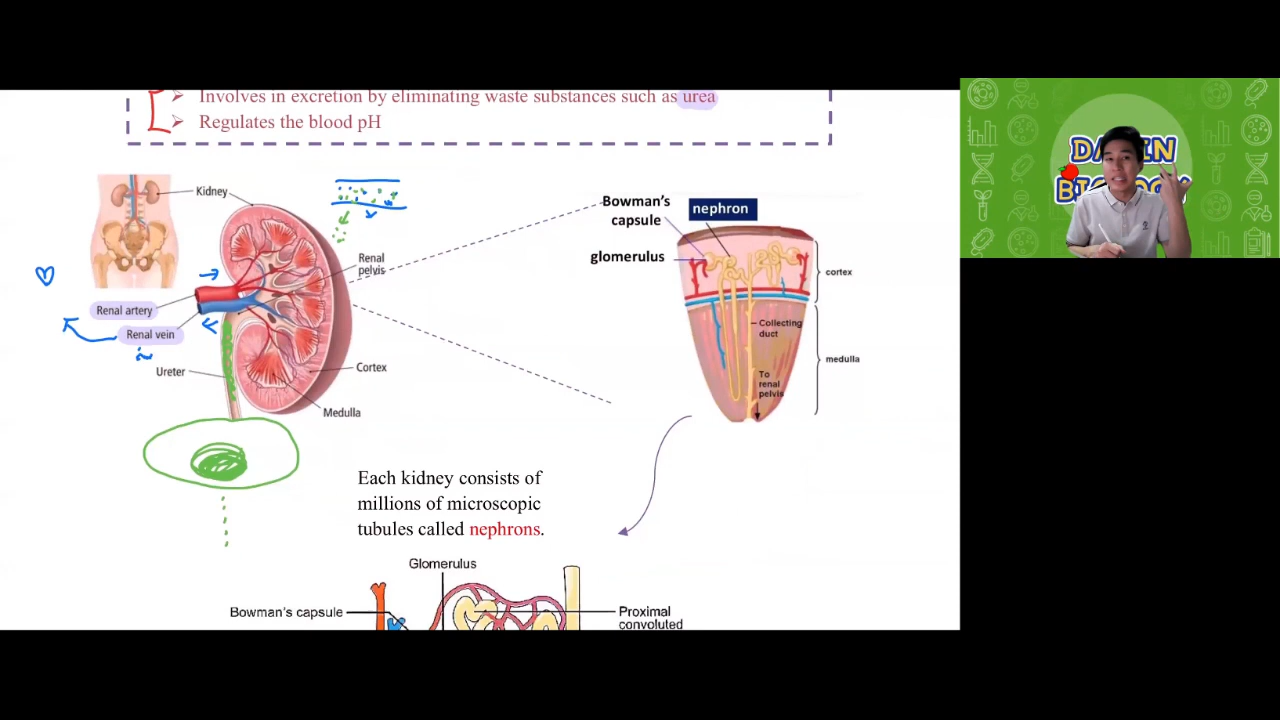 Involves in excretion by eliminating waste substances such as urea
Regulates the blood pH
Kidney
Renal
pelvis
Renal artery
Renal vein
Ureter
Cortex
Medulla
Bowman's
capsule
nephron
glomerulus
cortex
Collecting
duct
medulla
To
renal
pelvis
Each kidney consists of
millions of microscopic
tubules called nephrons.
Glomerulus
Bowman's capsule
Proximal
convoluted
BIOLOGY